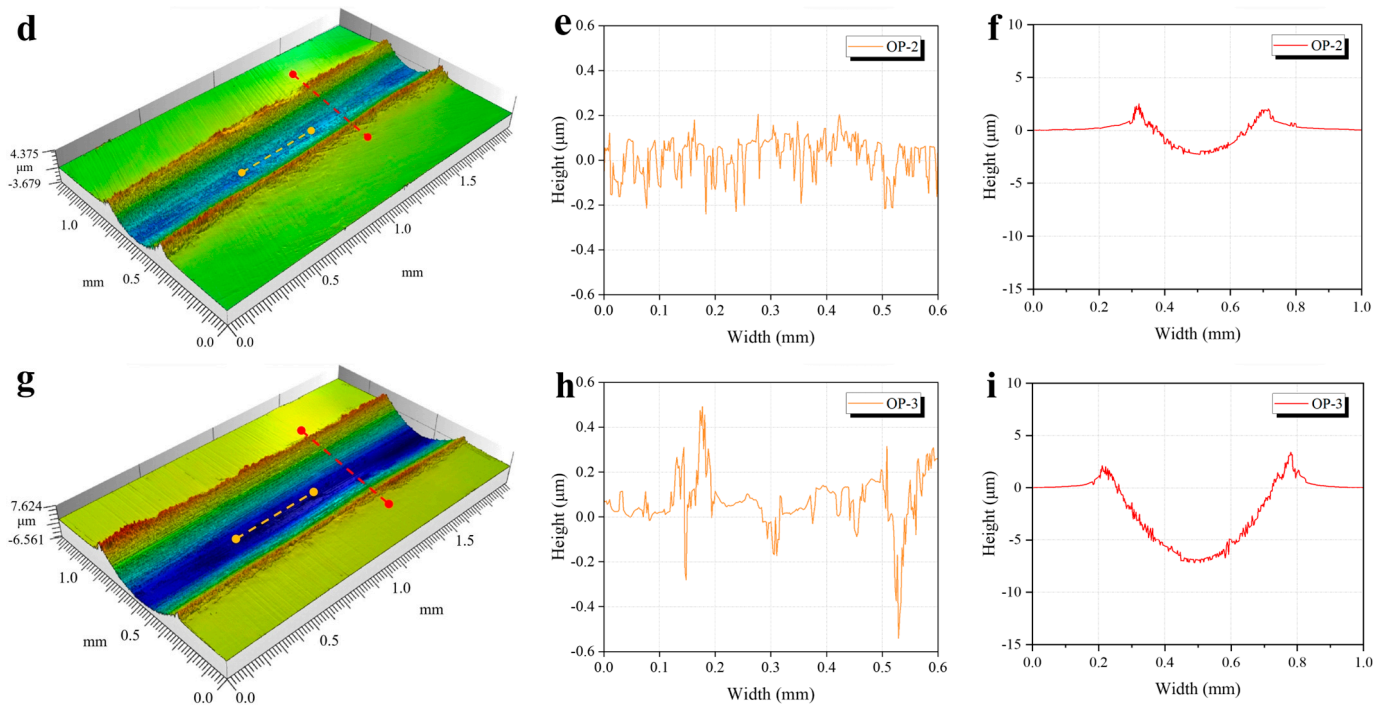 d
4.375
μm
-3.679
1.0
mm
0.5
0.0
0.0
0.5
1.0
mm
1.5
e
OP-2
Height (μm)
0.6
0.4
0.2
0.0
-0.2
-0.4
-0.6
0.0 0.1 0.2 0.3 0.4 0.5 0.6
Width (mm)
f
OP-2
Height (μm)
10
5
0
-5
-10
-15
0.0 0.2 0.4 0.6 0.8 1.0
Width (mm)
g
7.624
μm
-6.561
1.0
mm
0.5
0.0
0.0
0.5
1.0
mm
1.5
h
OP-3
Height (μm)
0.6
0.4
0.2
0.0
-0.2
-0.4
-0.6
0.0 0.1 0.2 0.3 0.4 0.5 0.6
Width (mm)
i
OP-3
Height (μm)
10
5
0
-5
-10
-15
0.0 0.2 0.4 0.6 0.8 1.0
Width (mm)